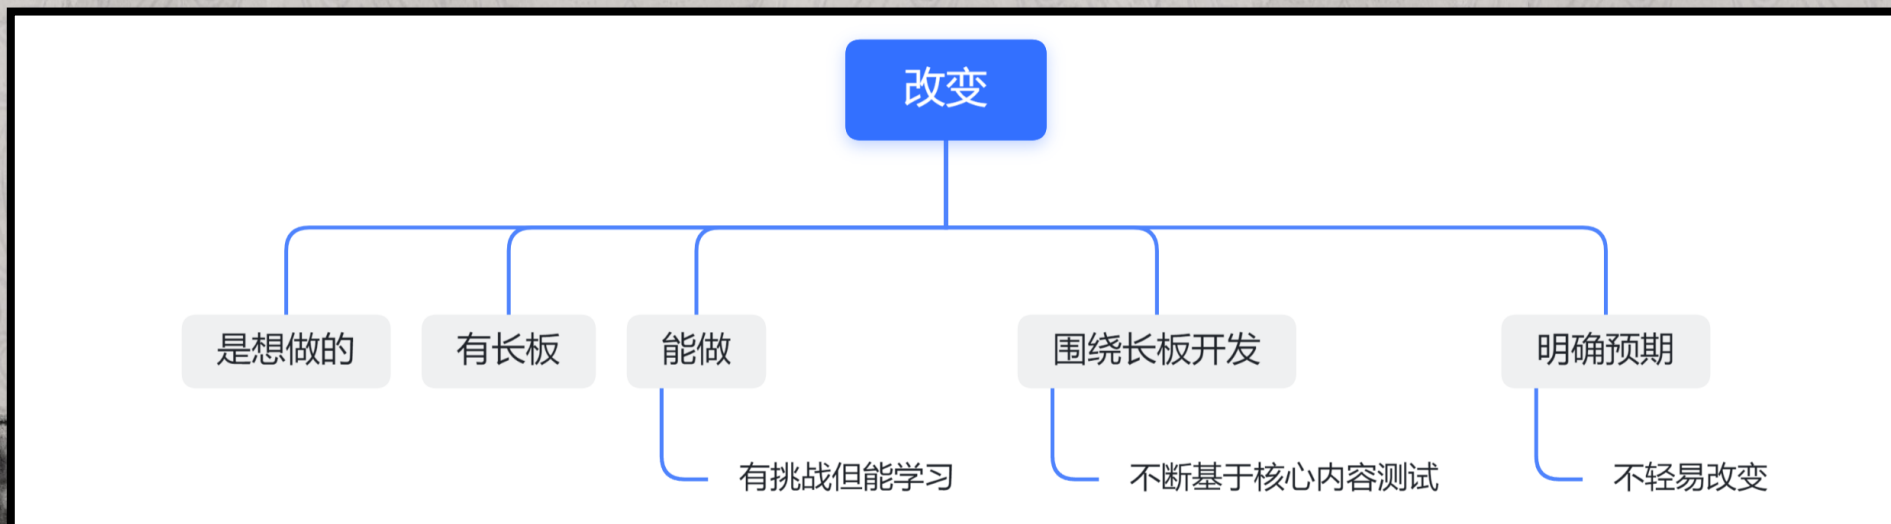 改变
是想做的
有长板
能做
围绕长板开发
明确预期
有挑战但能学习
不断基于核心内容测试
不轻易改变